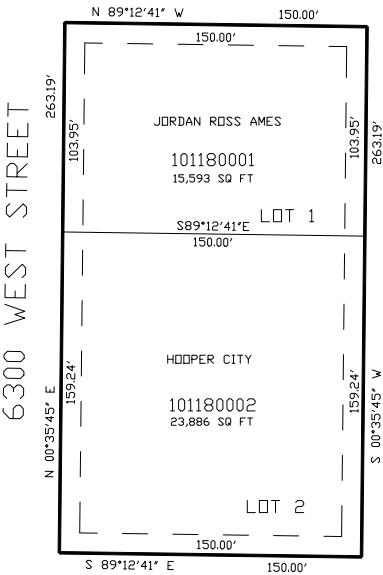 N 89°12'41" W 150.00'
150.00'
263.19'
103.95'
103.95'
263.19'
JORDAN ROSS AMES
101180001
15,593 SQ FT
LOT 1
S89°12'41"E
150.00'
6300 WEST STREET
HOOPER CITY
159.24'
159.24'
101180002
23,886 SQ FT
N 00°35'45" E
S 00°35'45" W
LOT 2
150.00'
S 89°12'41" E 150.00'